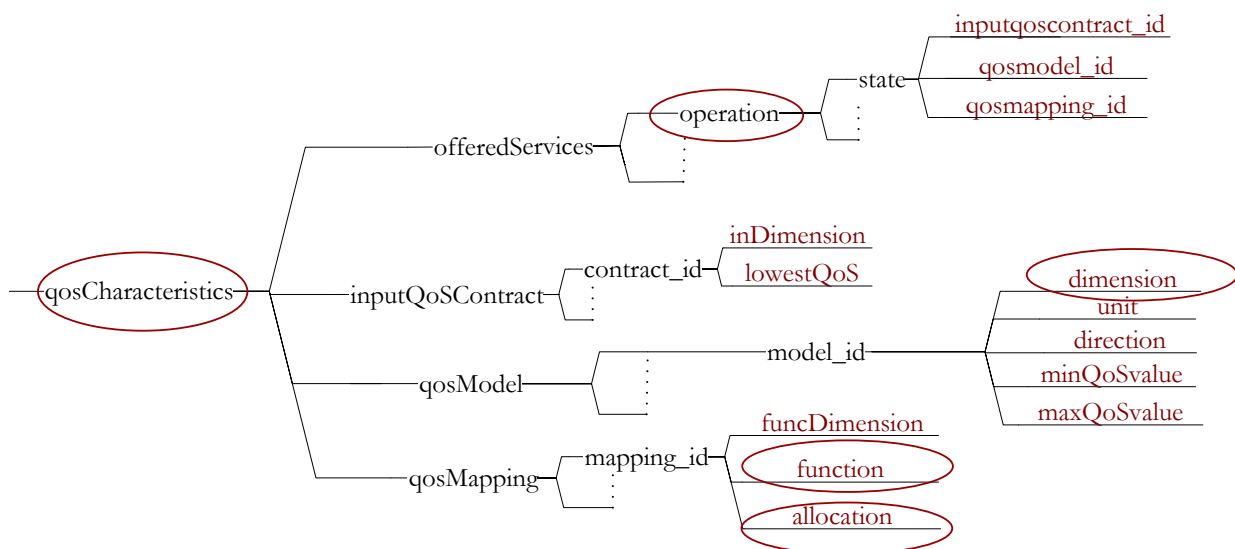 inputqoscontract_id
state
qosmodel_id
operation
qosmapping_id
offeredServices
inDimension
contract_id
lowestQoS
qosCharacteristics
inputQoSContract
dimension
unit
model_id
direction
qosModel
minQoSvalue
maxQoSvalue
funcDimension
mapping_id
qosMapping
function
allocation